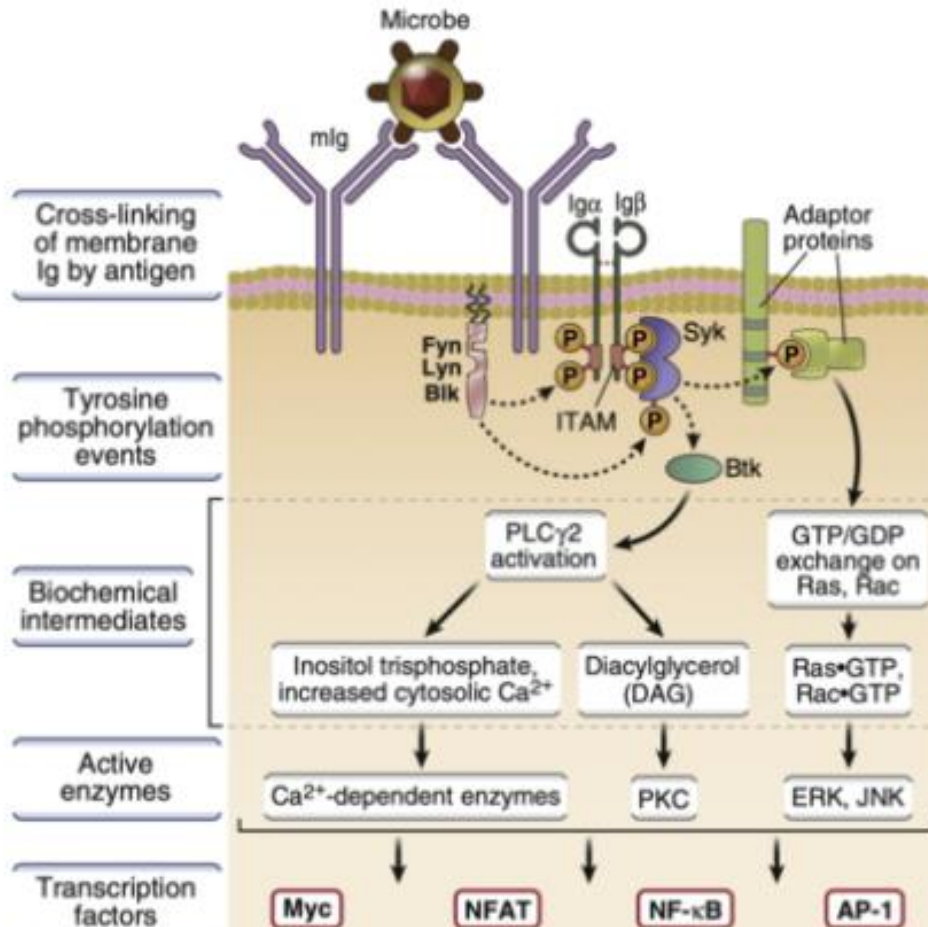 Microbe
mIg
Igα
Igβ
Adaptor
proteins
Cross-linking
of membrane
Ig by antigen
Fyn
Lyn
Blk
P
P
P
P
P
P
Syk
ITAM
Btk
Tyrosine
phosphorylation
events
PLCγ2
activation
GTP/GDP
exchange on
Ras, Rac
Biochemical
intermediates
Inositol trisphosphate,
increased cytosolic Ca2+
Diacylglycerol
(DAG)
Ras•GTP,
Rac•GTP
Active
enzymes
Ca2+-dependent enzymes
PKC
ERK, JNK
Transcription
factors
Myc
NFAT
NF-κB
AP-1